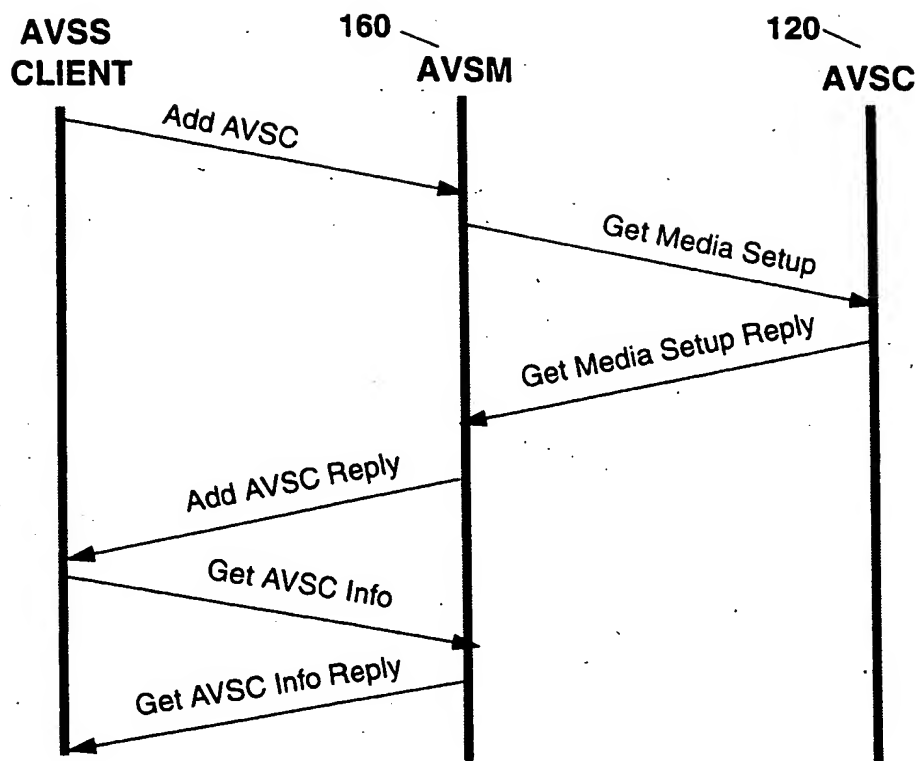 AVSS
CLIENT
160
AVSM
120
AVSC
Add AVSC
Get Media Setup
Get Media Setup Reply
Add AVSC Reply
Get AVSC Info
Get AVSC Info Reply